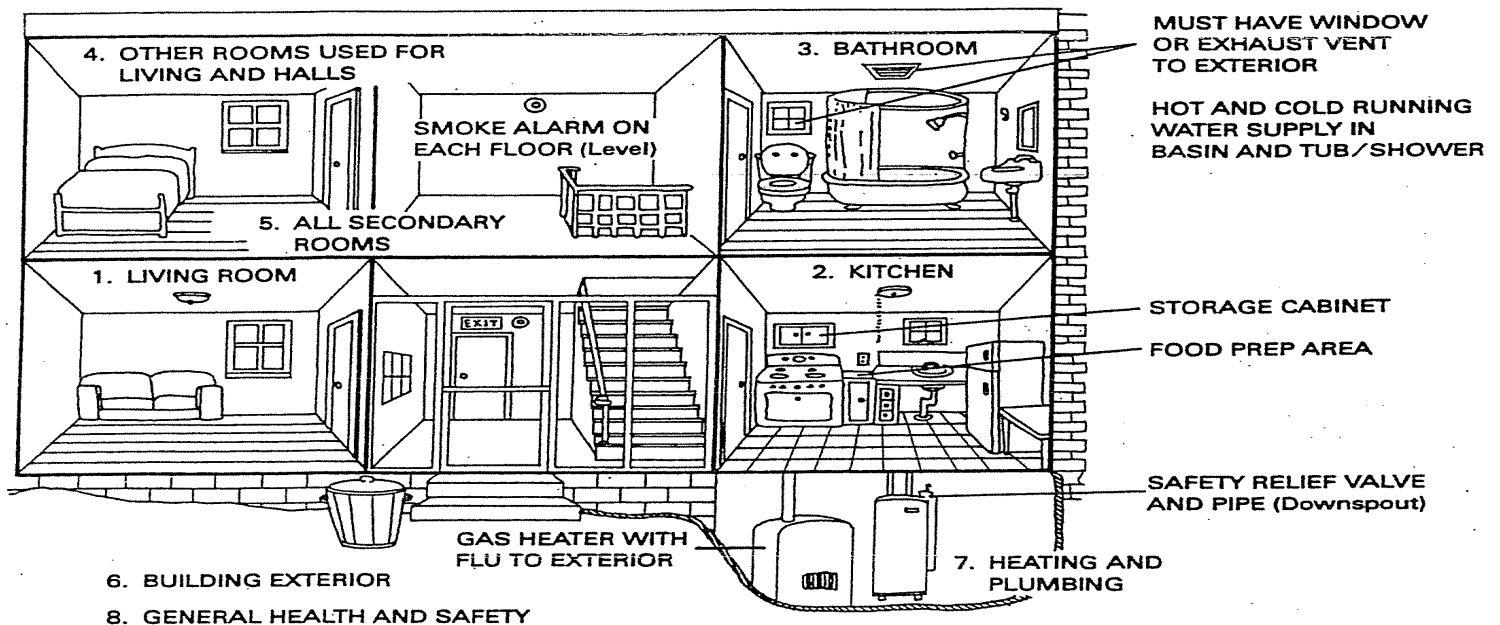 4. OTHER ROOMS USED FOR
LIVING AND HALLS
SMOKE ALARM ON
EACH FLOOR (Level)
5. ALL SECONDARY
ROOMS
3. BATHROOM
MUST HAVE WINDOW
OR EXHAUST VENT
TO EXTERIOR
HOT AND COLD RUNNING
WATER SUPPLY IN
BASIN AND TUB/SHOWER
1. LIVING ROOM
EXIT
2. KITCHEN
STORAGE CABINET
FOOD PREP AREA
SAFETY RELIEF VALVE
AND PIPE (Downspout)
GAS HEATER WITH
FLU TO EXTERIOR
7. HEATING AND
PLUMBING
6. BUILDING EXTERIOR
8. GENERAL HEALTH AND SAFETY